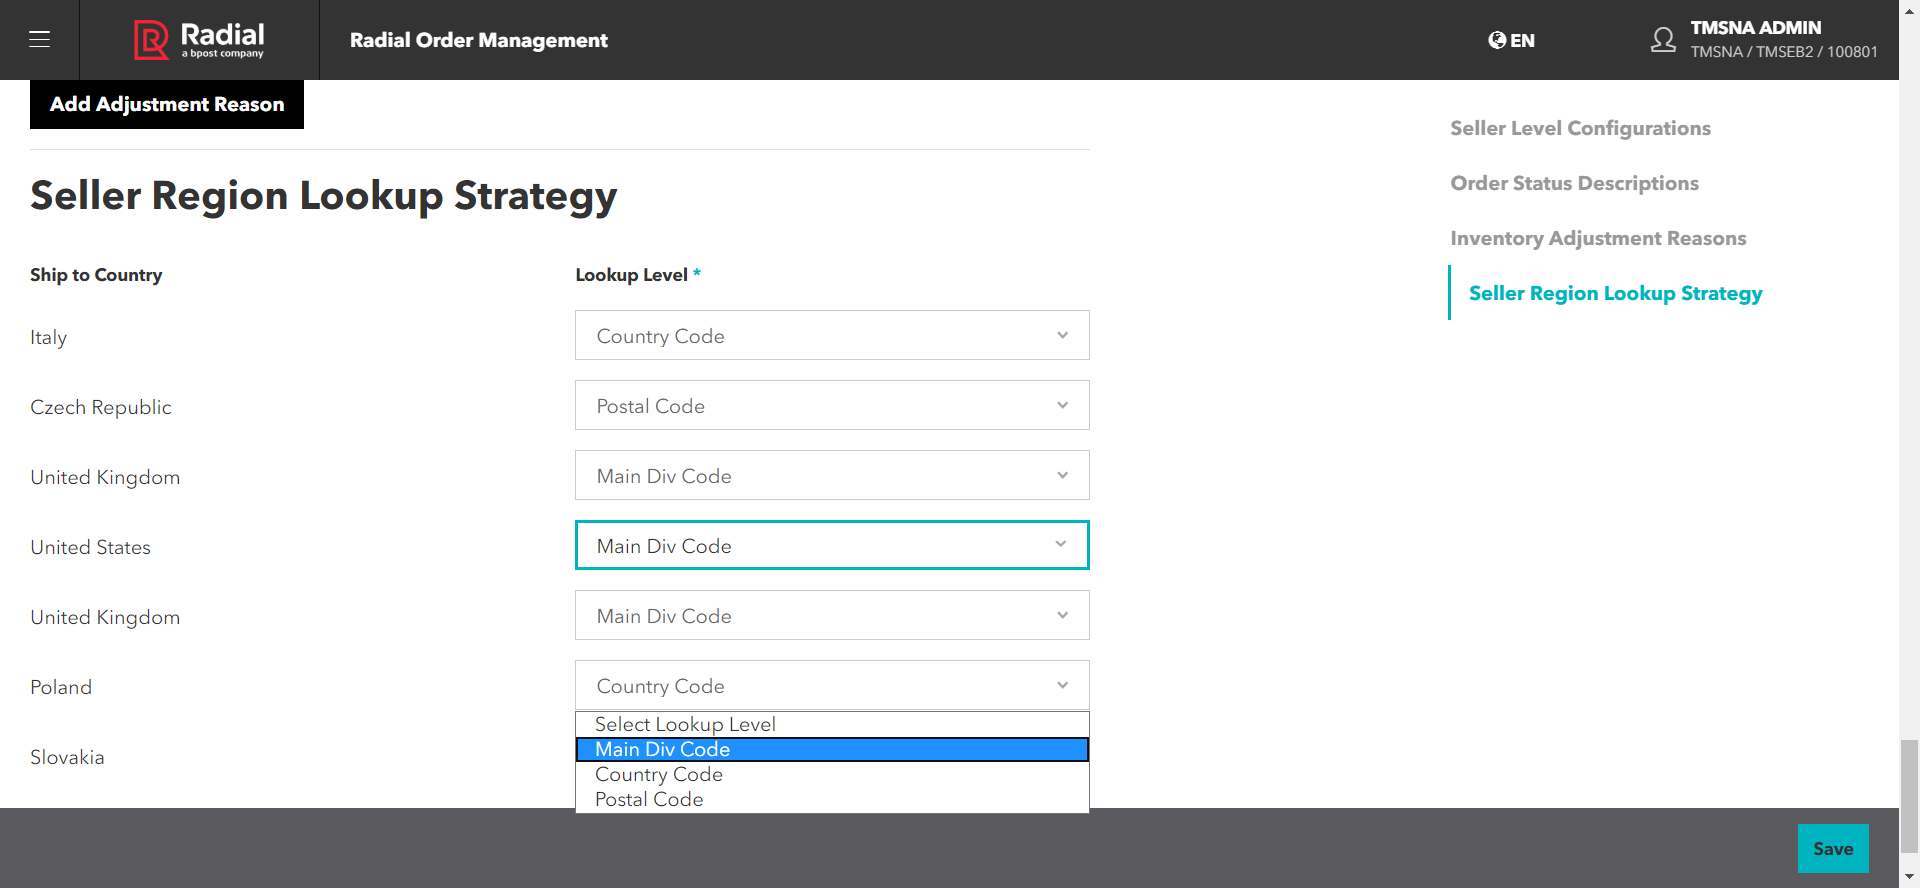 Radial
a bpost company
Radial Order Management
EN
TMSNA ADMIN
TMSNA / TMSEB2 / 100801
Add Adjustment Reason
Seller Level Configurations
Order Status Descriptions
Inventory Adjustment Reasons
Seller Region Lookup Strategy
Seller Region Lookup Strategy
Ship to Country
Lookup Level *
Italy
Country Code
Czech Republic
Postal Code
United Kingdom
Main Div Code
United States
Main Div Code
United Kingdom
Main Div Code
Poland
Country Code
Select Lookup Level
Main Div Code
Country Code
Postal Code
Slovakia
Save